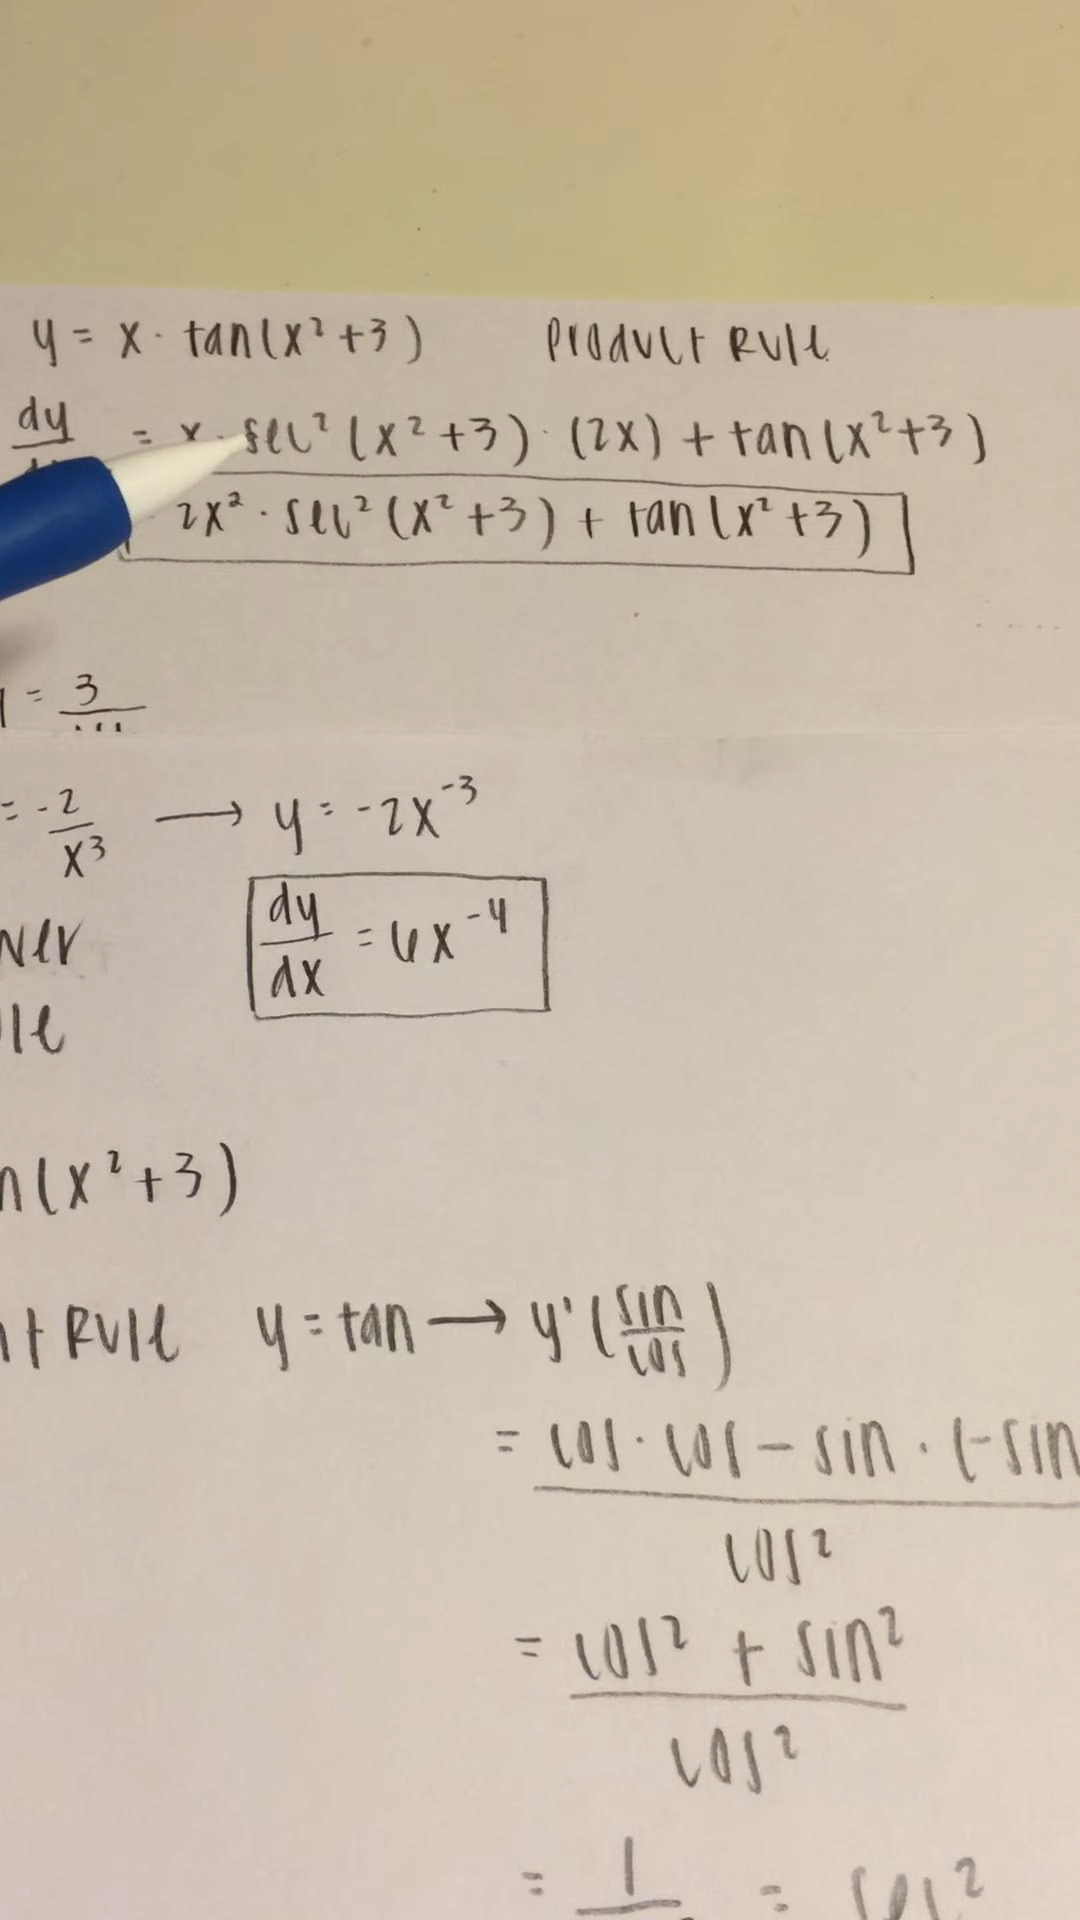 y = x · tan(x² + 3) Product Rule
dy = x · sec² (x² + 3) · (2x) + tan(x² + 3)
2x² · sec² (x² + 3) + tan(x² + 3)
= 3
= -2/x³ → y = -2x⁻³
dy/dx = 6x⁻⁴
n(x² + 3)
Rule y = tan → y' (sin/cos)
= cos · cos − sin · (-sin
cos²
= cos² + sin²
cos²
= 1 = sec²